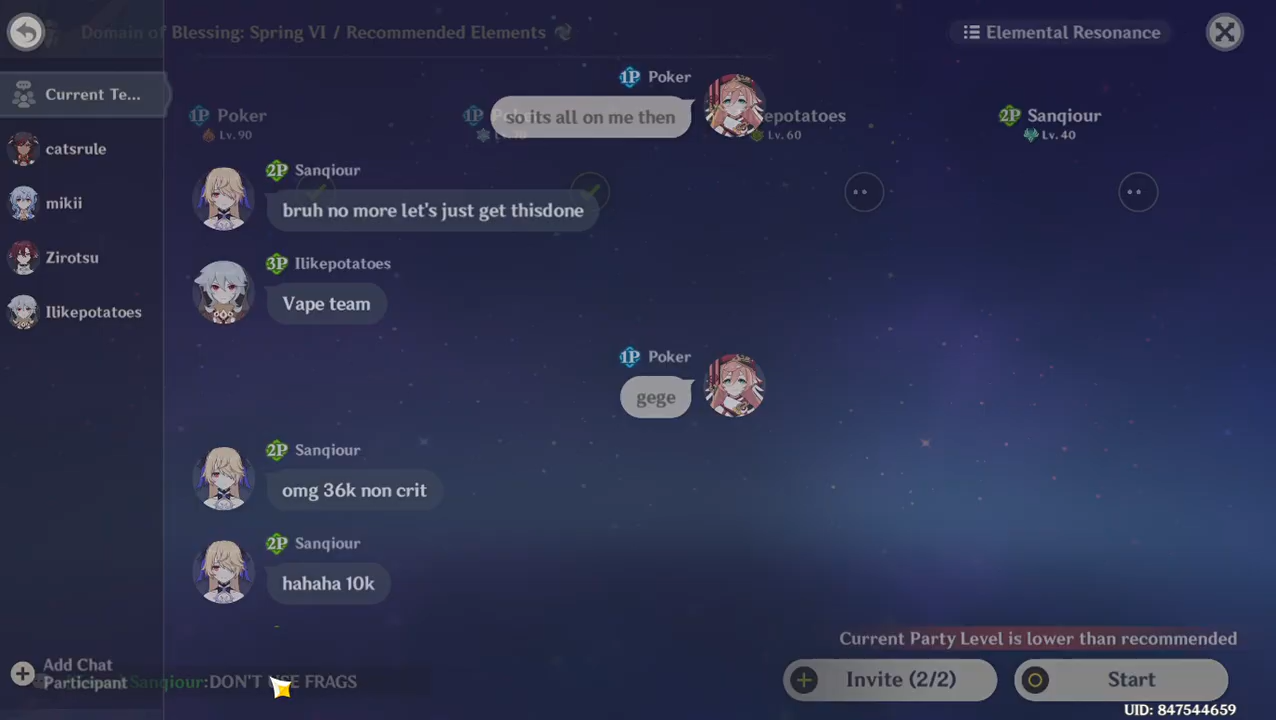 Domain of Blessing: Spring VI / Recommended Elements
Elemental Resonance
Current Te...
catsrule
mikii
Zirotsu
Ilikepotatoes
Add Chat
Participant
1P Poker
Lv. 90
1P
epotatoes
Lv. 60
2P Sanqiour
Lv. 40
1P Poker
so its all on me then
2P Sanqiour
bruh no more let's just get thisdone
3P Ilikepotatoes
Vape team
1P Poker
gege
2P Sanqiour
omg 36k non crit
2P Sanqiour
hahaha 10k
Sanqiour:DON'T USE FRAGS
Current Party Level is lower than recommended
Invite (2/2)
Start
UID: 847544659